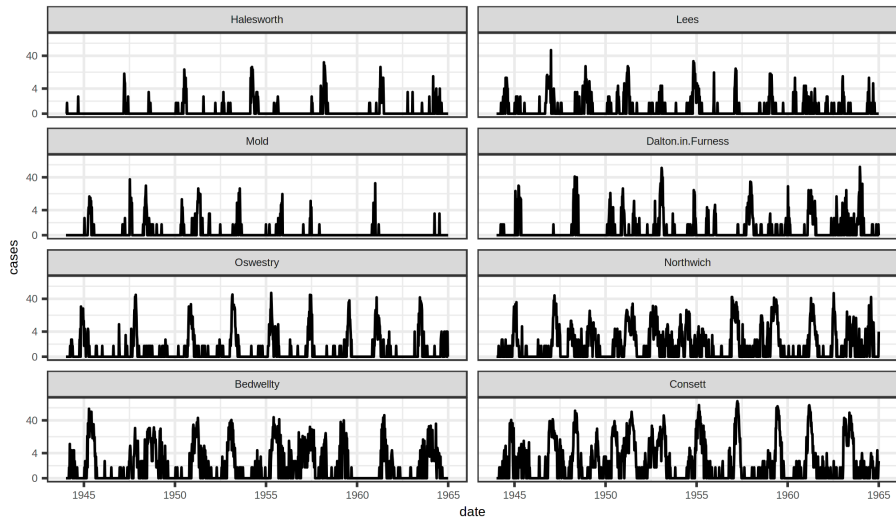 Halesworth
Lees
40
4
0
Mold
Dalton.in.Furness
40
4
0
cases
Oswestry
Northwich
40
4
0
Bedwellty
Consett
40
4
0
1945 1950 1955 1960 1965 1945 1950 1955 1960 1965
date